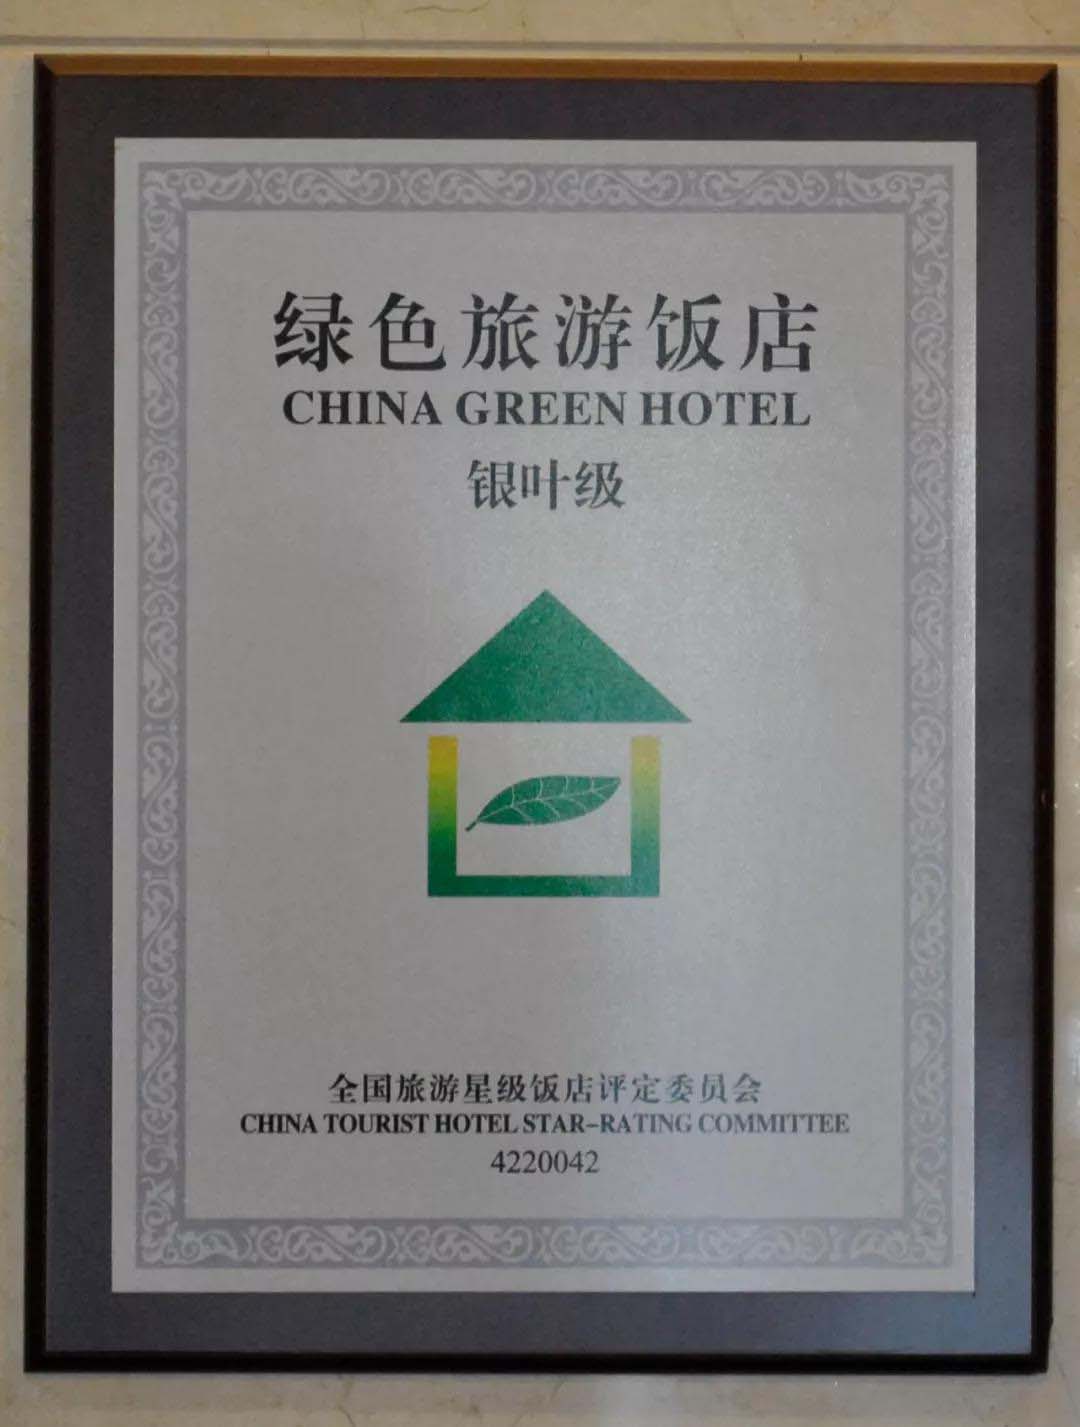 绿色旅游饭店
CHINA GREEN HOTEL
银叶级
全国旅游星级饭店评定委员会
CHINA TOURIST HOTEL STAR-RATING COMMITTEE
4220042